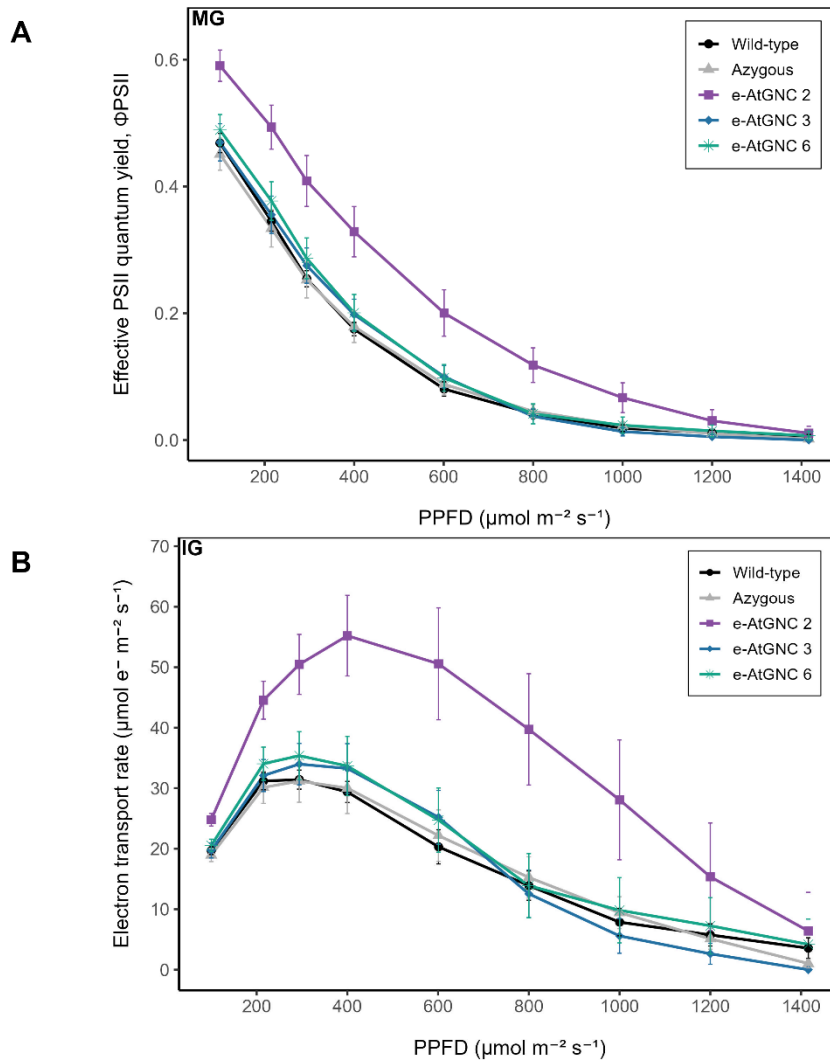 A
MG
Effective PSII quantum yield, ΦPSII
0.6
0.4
0.2
0.0
Wild-type
Azygous
e-AtGNC 2
e-AtGNC 3
e-AtGNC 6
200 400 600 800 1000 1200 1400
PPFD (µmol m⁻² s⁻¹)
B
IG
Electron transport rate (µmol e⁻ m⁻² s⁻¹)
70
60
50
40
30
20
10
0
Wild-type
Azygous
e-AtGNC 2
e-AtGNC 3
e-AtGNC 6
200 400 600 800 1000 1200 1400
PPFD (µmol m⁻² s⁻¹)